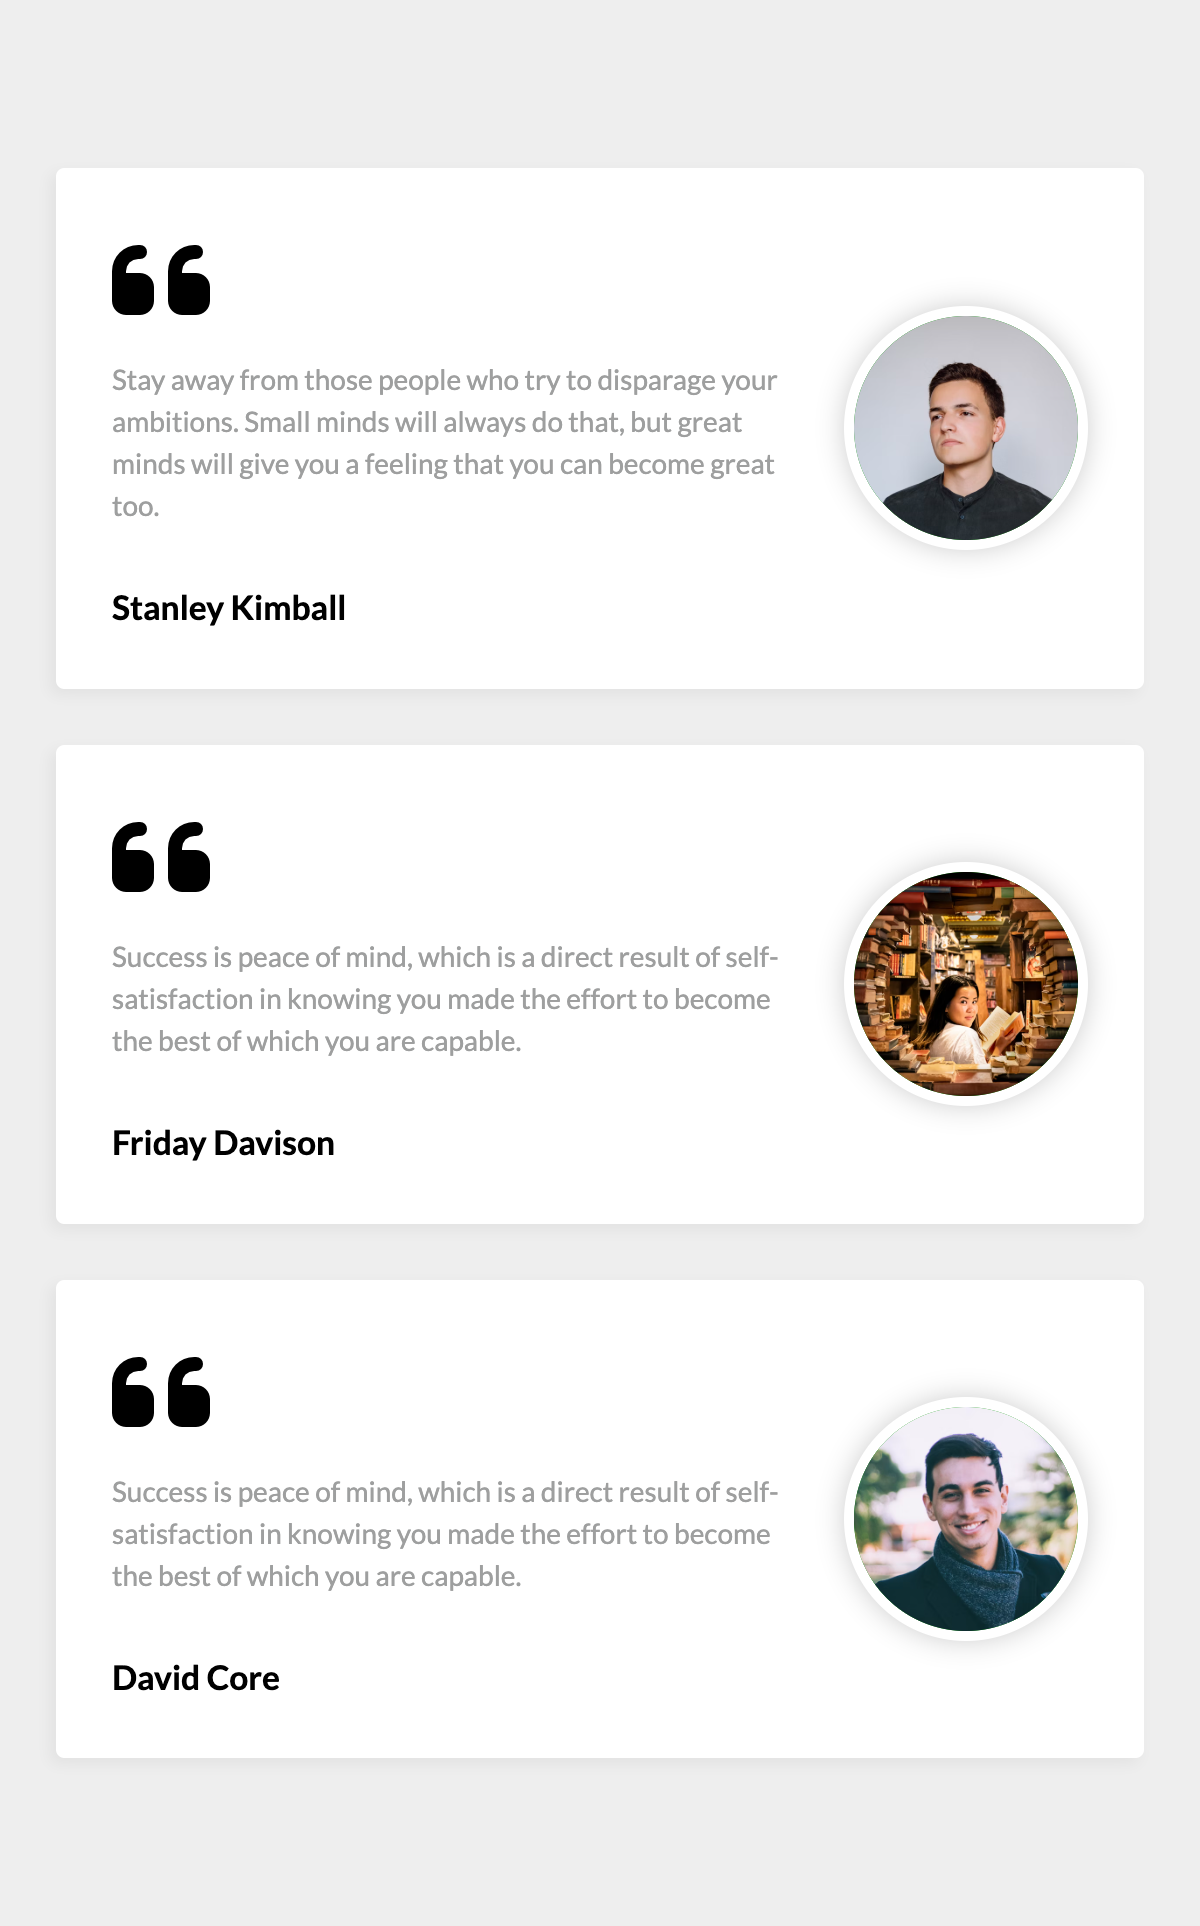 “
Stay away from those people who try to disparage your
ambitions. Small minds will always do that, but great
minds will give you a feeling that you can become great
too.
Stanley Kimball
“
Success is peace of mind, which is a direct result of self-
satisfaction in knowing you made the effort to become
the best of which you are capable.
Friday Davison
“
Success is peace of mind, which is a direct result of self-
satisfaction in knowing you made the effort to become
the best of which you are capable.
David Core